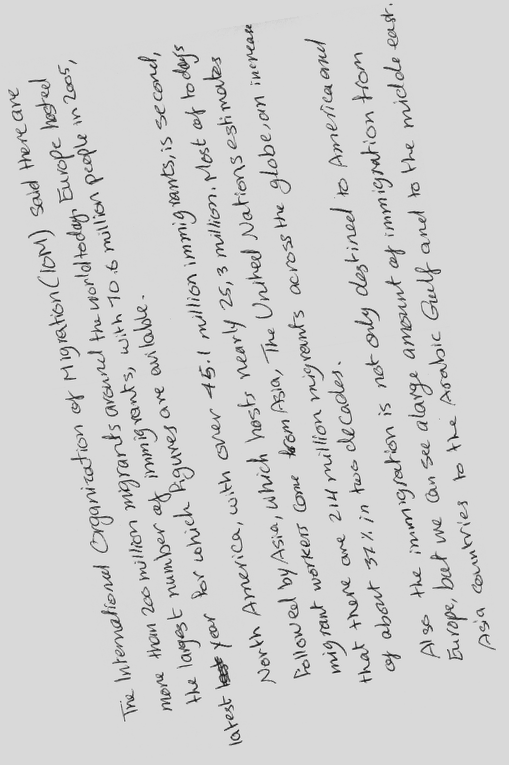 The International Organization of Migration (IOM) said there are
more than 200 million migrants around the world today. Europe hosted
the largest number of immigrants, with 70.6 million people in 2005,
latest year for which figures are avilable.
North America, with over 45.1 million immigrants, is second,
followed by Asia, which hosts nearly 25,3 million. Most of todays
migrant workers come from Asia, The United Nations estimates
that there are 214 million migrants across the globe, an increase
of about 37% in two decades.
Also the immigration is not only destined to America and
Europe, but we can see a large amount of immigration from
Asia countries to the Arabic Gulf and to the middle east.